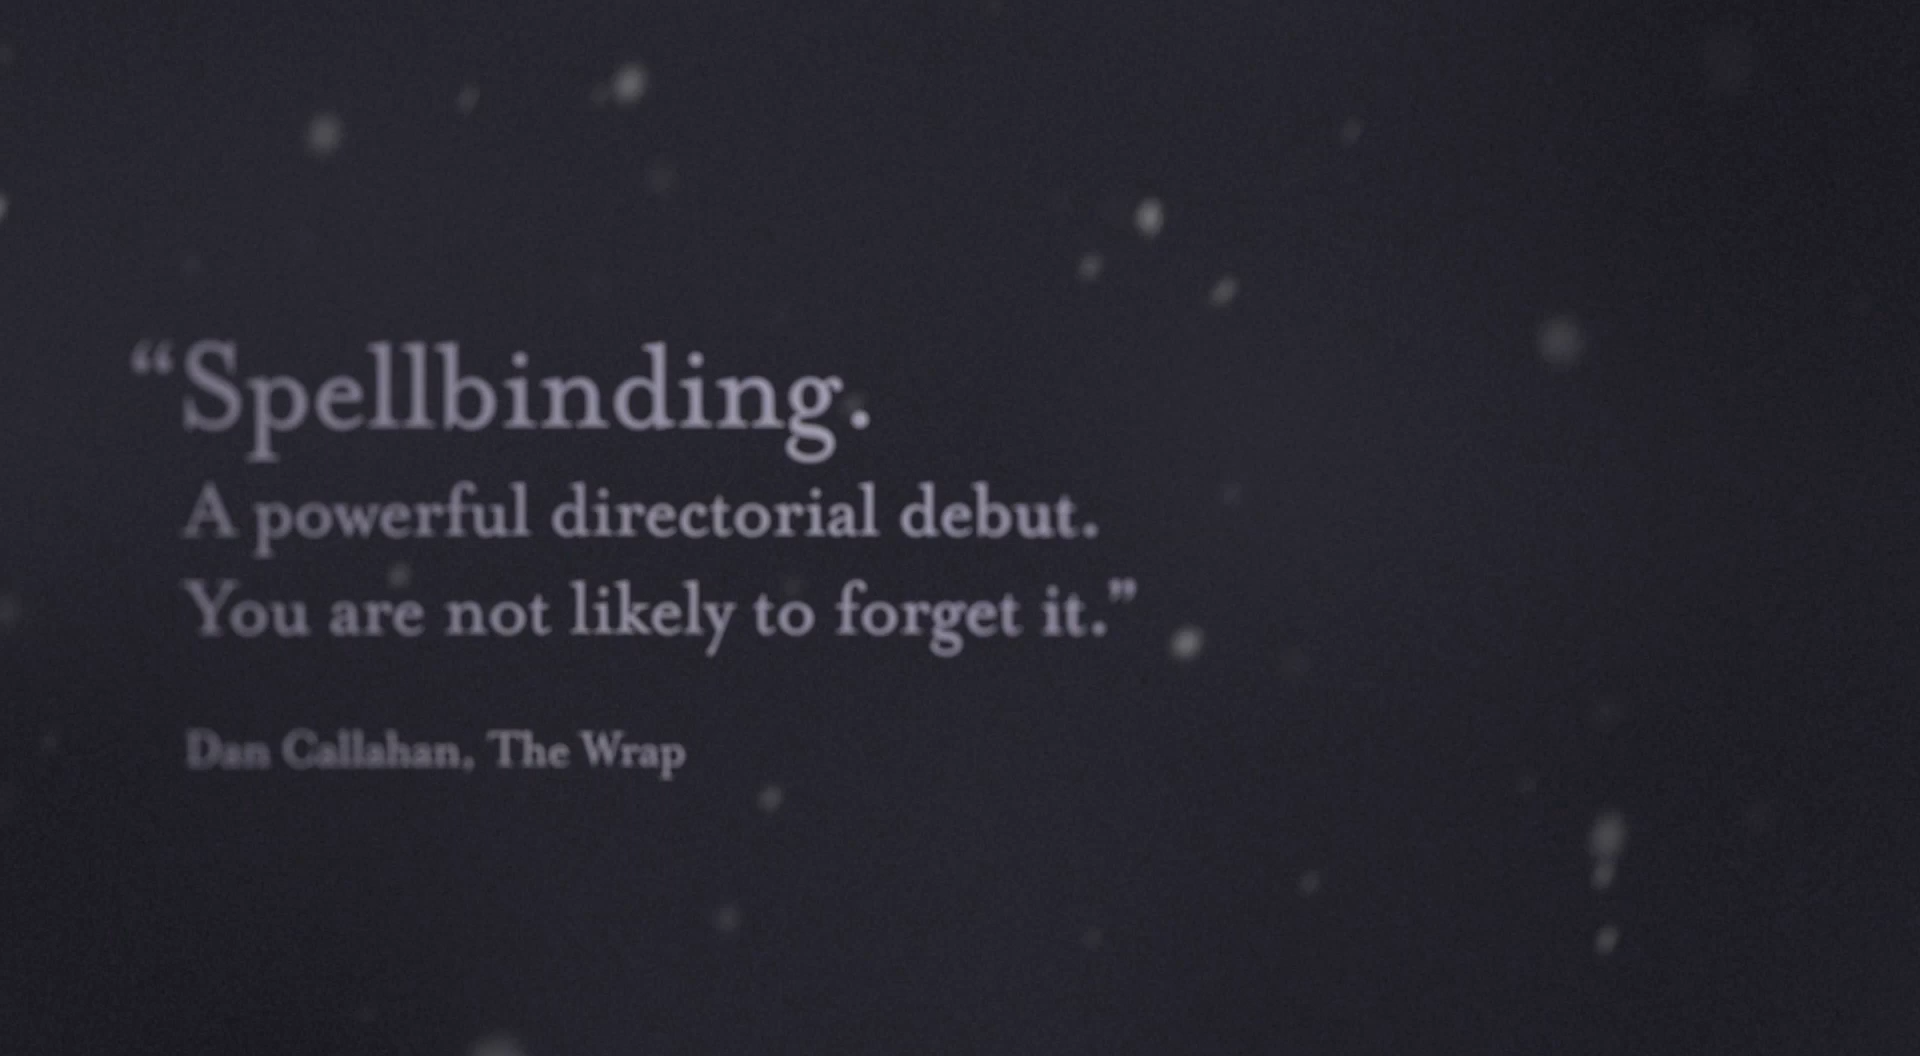 “Spellbinding.
A powerful directorial debut.
You are not likely to forget it.”
Dan Callahan, The Wrap